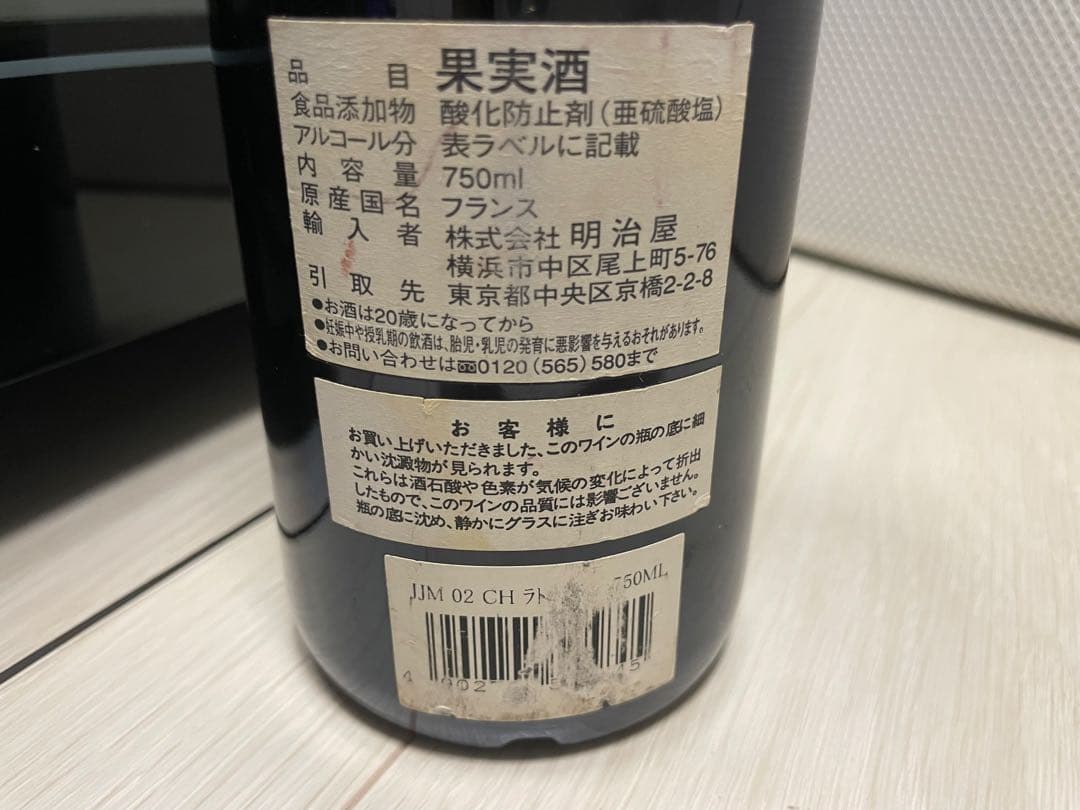 品目 果実酒
食品添加物 酸化防止剤(亜硫酸塩)
アルコール分 表ラベルに記載
内容量 750ml
原産国名 フランス
輸入者 株式会社 明治屋
横浜市中区尾上町5-76
引取先 東京都中央区京橋2-2-8
●お酒は20歳になってから
●妊娠中や授乳期の飲酒は、胎児・乳児の発育に悪影響を与えるおそれがあります。
●お問い合わせは0120(565)580まで
お客様に
お買い上げいただきました、このワインの瓶の底に細
かい沈澱物が見られます。
これらは酒石酸や色素が気候の変化によって折出
したもので、このワインの品質には影響ございません。
瓶の底に沈め、静かにグラスに注ぎお味わい下さい。
JJM 02 CH ラト 750ML
4 902 5 45